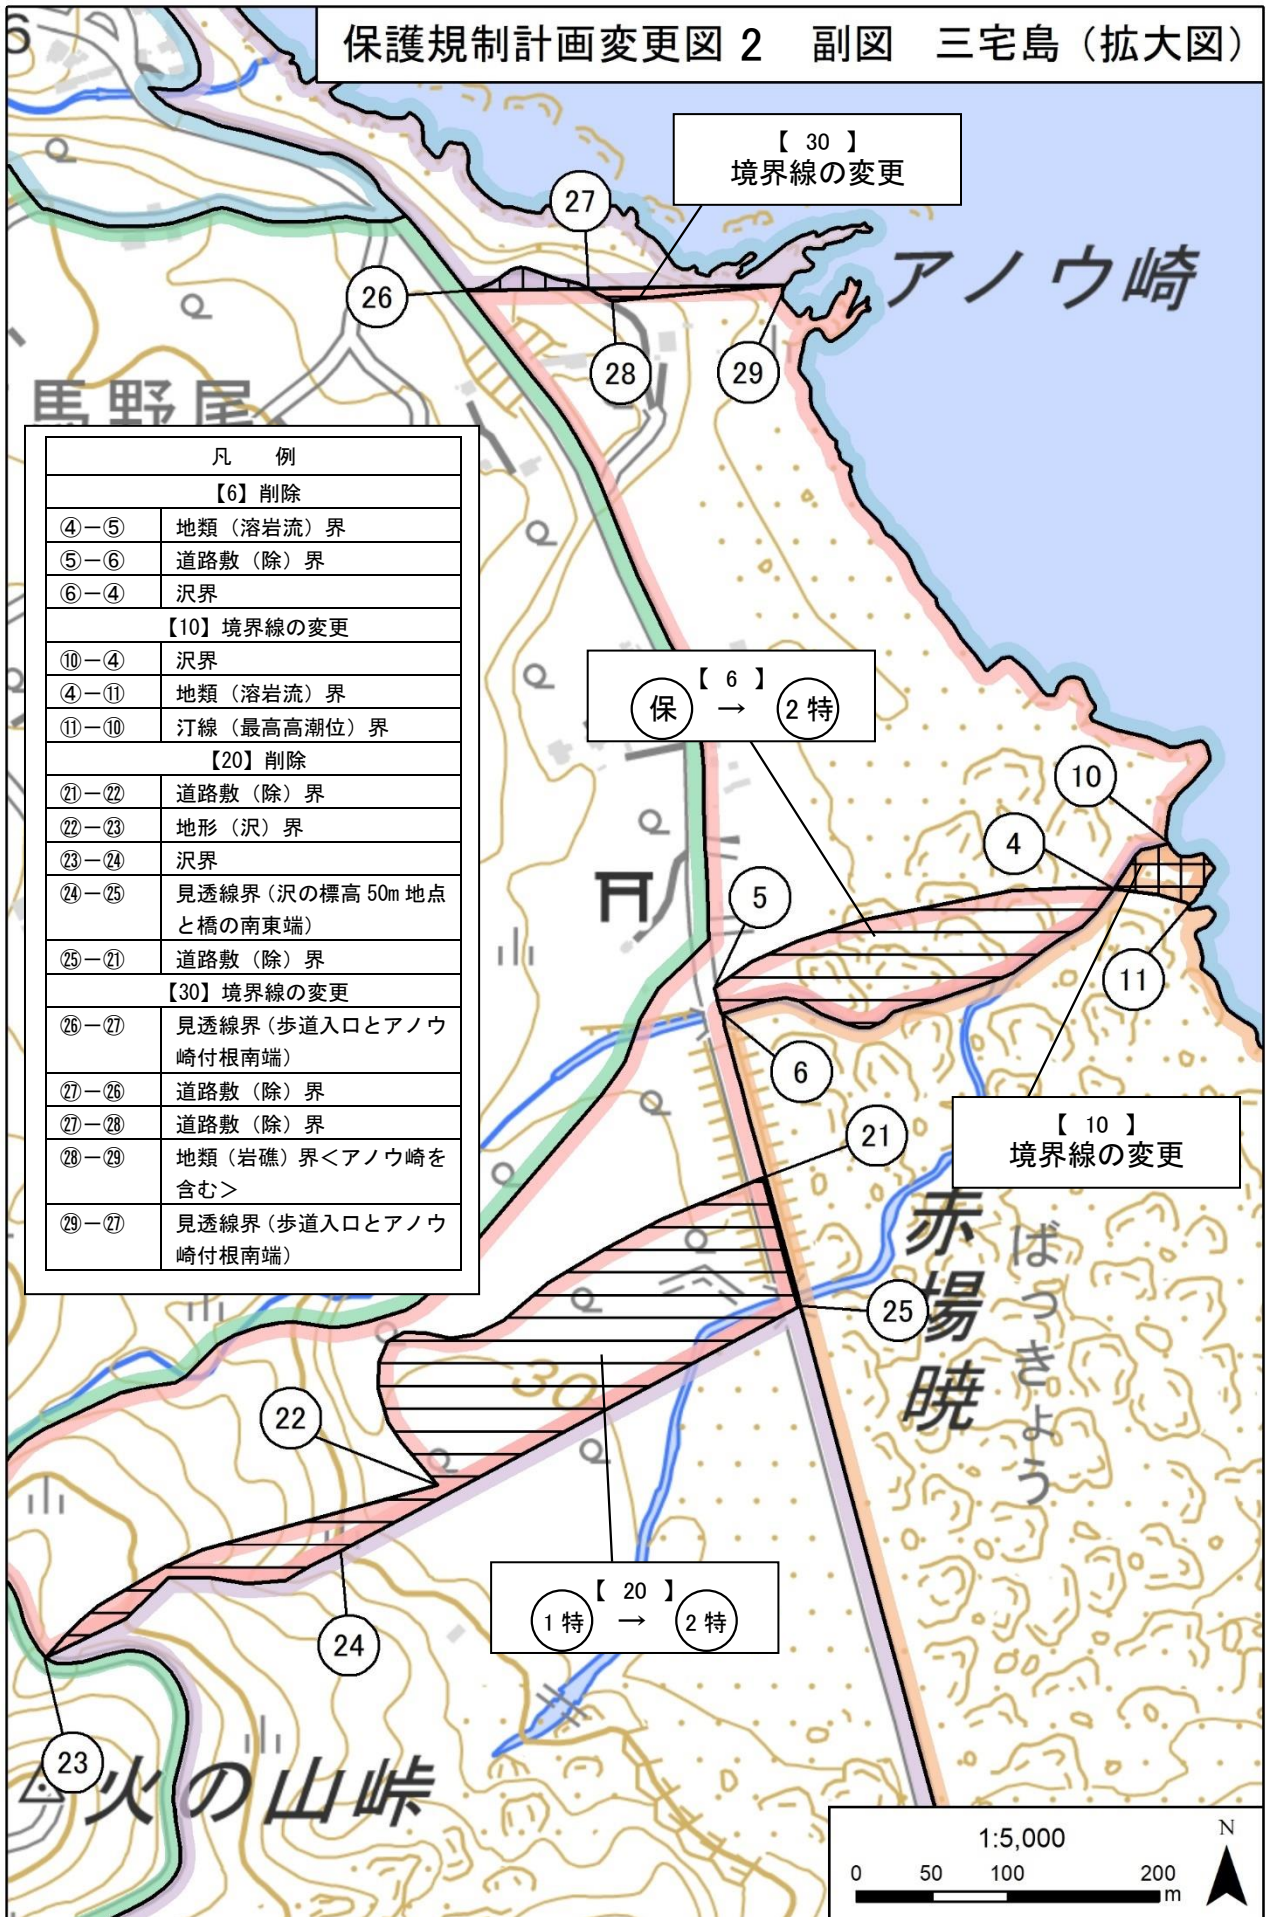 保護規制計画変更図 2　副図　三宅島（拡大図）
6
【 30 】
境界線の変更
27
26
28
29
アノウ崎
馬野尾
凡　例
【6】削除
④－⑤ 地類（溶岩流）界
⑤－⑥ 道路敷（除）界
⑥－④ 沢界
【10】境界線の変更
⑩－④ 沢界
④－⑪ 地類（溶岩流）界
⑪－⑩ 汀線（最高高潮位）界
【20】削除
㉑－㉒ 道路敷（除）界
㉒－㉓ 地形（沢）界
㉓－㉔ 沢界
㉔－㉕ 見透線界（沢の標高 50m 地点
と橋の南東端）
㉕－㉑ 道路敷（除）界
【30】境界線の変更
㉖－㉗ 見透線界（歩道入口とアノウ
崎付根南端）
㉗－㉖ 道路敷（除）界
㉗－㉘ 道路敷（除）界
㉘－㉙ 地類（岩礁）界＜アノウ崎を
含む＞
㉙－㉗ 見透線界（歩道入口とアノウ
崎付根南端）
【 6 】
保 → 2 特
10
4
5
11
6
21
【 10 】
境界線の変更
赤場暁
ばっきょう
25
30
22
【 20 】
1 特 → 2 特
24
23
火の山峠
1:5,000
N
0 50 100 200
m